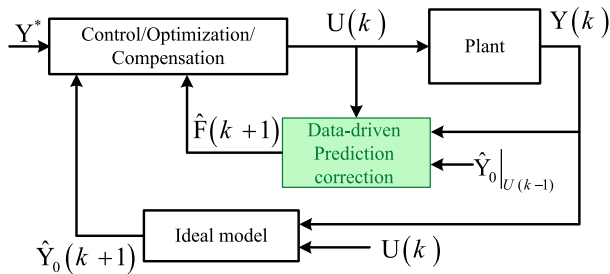 Y*
Control/Optimization/
Compensation
U(k)
Plant
Y(k)
F̂(k+1)
Data-driven
Prediction
correction
Ŷ₀|U(k−1)
Ŷ₀(k+1)
Ideal model
U(k)